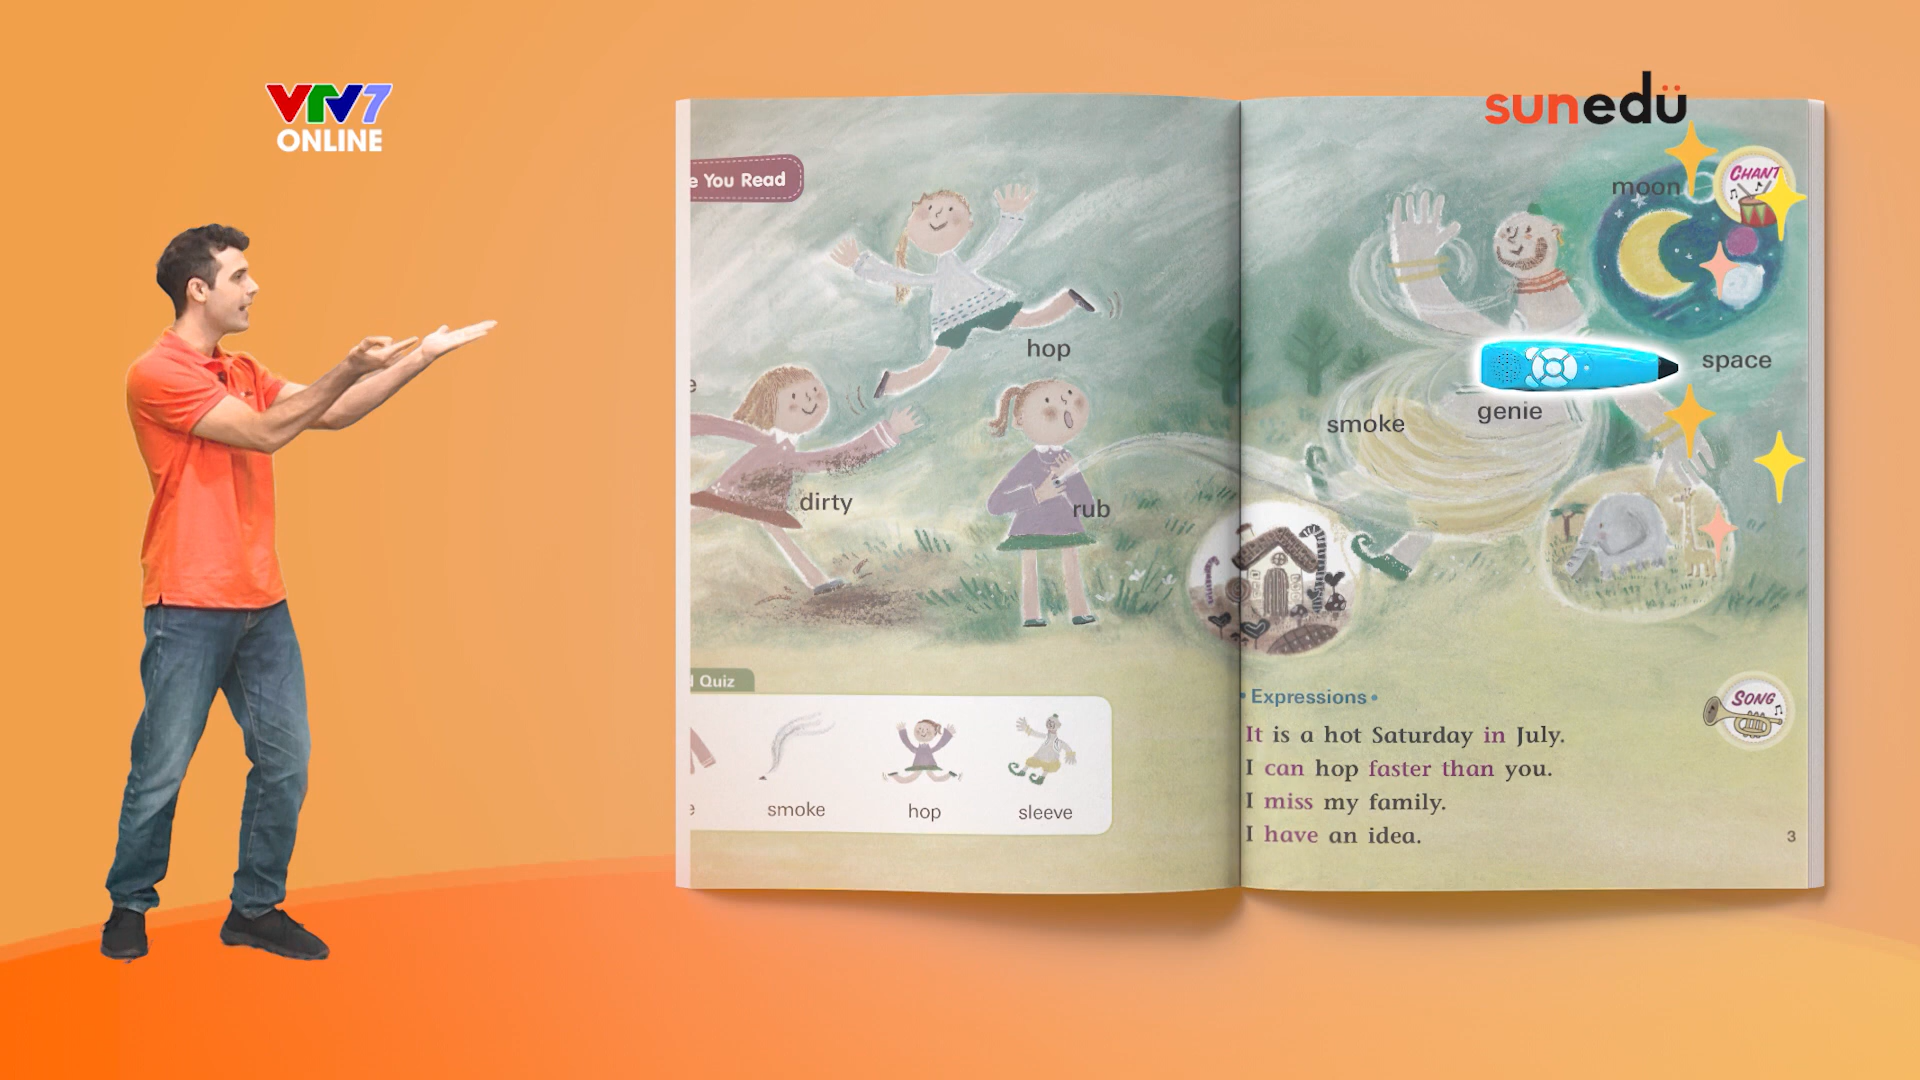 VTV7
ONLINE
sunedü
e You Read
CHANT
moon
hop
space
e
genie
smoke
dirty
rub
Quiz
• Expressions •
SONG
It is a hot Saturday in July.
I can hop faster than you.
I miss my family.
I have an idea.
e
smoke
hop
sleeve
3